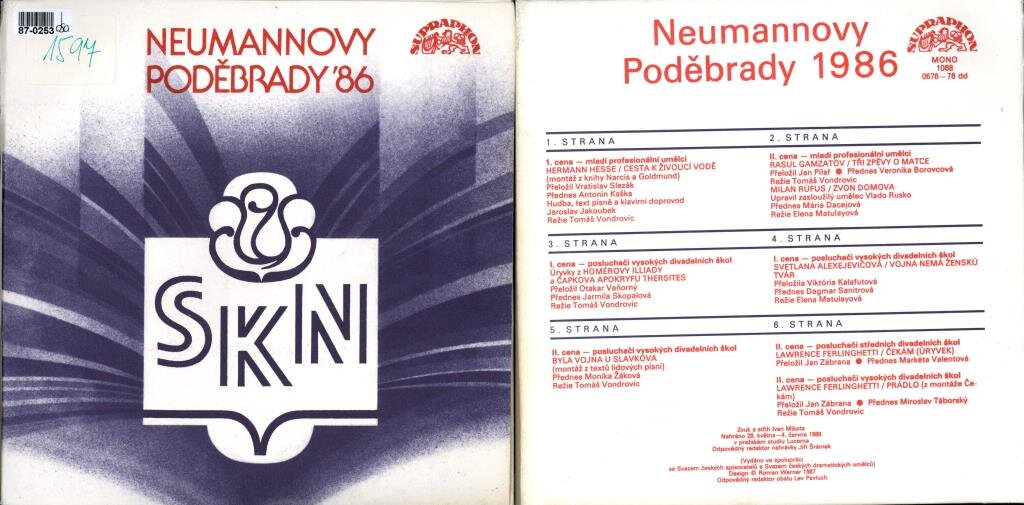 87-0253
1597
NEUMANNOVY
PODĚBRADY '86
SUPRAPHON
SKN
Neumannovy
Poděbrady 1986
SUPRAPHON
MONO
1088
0676–78 dd
1. STRANA
1. cena — mladí profesionální umělci
HERMANN HESSE / CESTA K ŽIVOUCÍ VODĚ
(montáž z knihy Narcis a Goldmund)
Přeložil Vratislav Slezák
Přednes Antonín Kaška
Hudba, text písně a klavírní doprovod
Jaroslav Jakoubek
Režie Tomáš Vondrovic
2. STRANA
II. cena — mladí profesionální umělci
RASUL GAMZATOV / TŘI ZPĚVY O MATCE
Přeložil Jan Pilař ● Přednes Veronika Borovcová
Režie Tomáš Vondrovic
MILAN RÚFUS / ZVON DOMOVA
Upravil zasloužilý umělec Vlado Rusko
Přednes Mária Dacejová
Režie Elena Matulayová
3. STRANA
I. cena — posluchači vysokých divadelních škol
Úryvky z HOMÉROVY ILLIADY
a ČAPKOVA APOKRYFU THERSITES
Přeložil Otakar Vaňorný
Přednes Jarmila Skopalová
Režie Tomáš Vondrovic
4. STRANA
I. cena — posluchači vysokých divadelních škol
SVETLANA ALEXEJEVIČOVÁ / VOJNA NEMÁ ŽENSKÚ
TVÁR
Přeložila Viktória Kalafutová
Přednes Dagmar Sanitrová
Režie Elena Matulayová
5. STRANA
II. cena — posluchači vysokých divadelních škol
BYLA VOJNA U SLAVKOVA
(montáž z textů lidových písní)
Přednes Monika Žáková
Režie Tomáš Vondrovic
6. STRANA
II. cena — posluchači středních divadelních škol
LAWRENCE FERLINGHETTI / ČEKÁM (ÚRYVEK)
Přeložil Jan Zábrana ● Přednes Markéta Valentová
II. cena — posluchači vysokých divadelních škol
LAWRENCE FERLINGHETTI / PRÁDLO (z montáže Če-
kám)
Přeložil Jan Zábrana ● Přednes Miroslav Táborský
Režie Tomáš Vondrovic
Zvuk a střih Ivan Mikota
Nahráno 28. května—4. června 1986
v pražském studiu Lucerna
Odpovědný redaktor nahrávky Jiří Šrámek
(Vydáno ve spolupráci
se Svazem českých spisovatelů a Svazem českých dramatických umělců)
Design © Roman Werner 1987
Odpovědný redaktor obalu Lev Pavluch